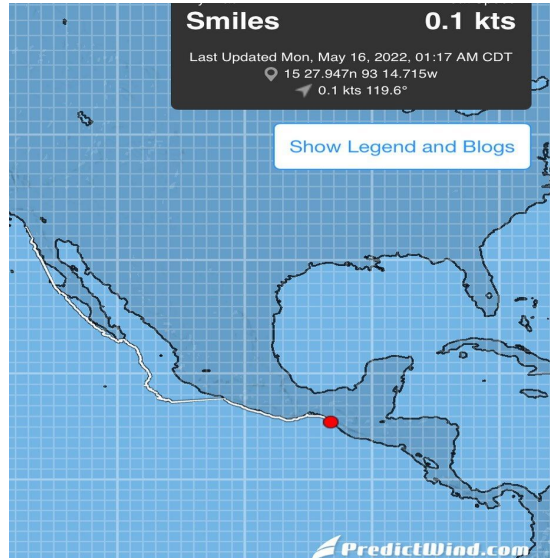 Smiles 0.1 kts
Last Updated Mon, May 16, 2022, 01:17 AM CDT
15 27.947n 93 14.715w
0.1 kts 119.6°
Show Legend and Blogs
PredictWind.com